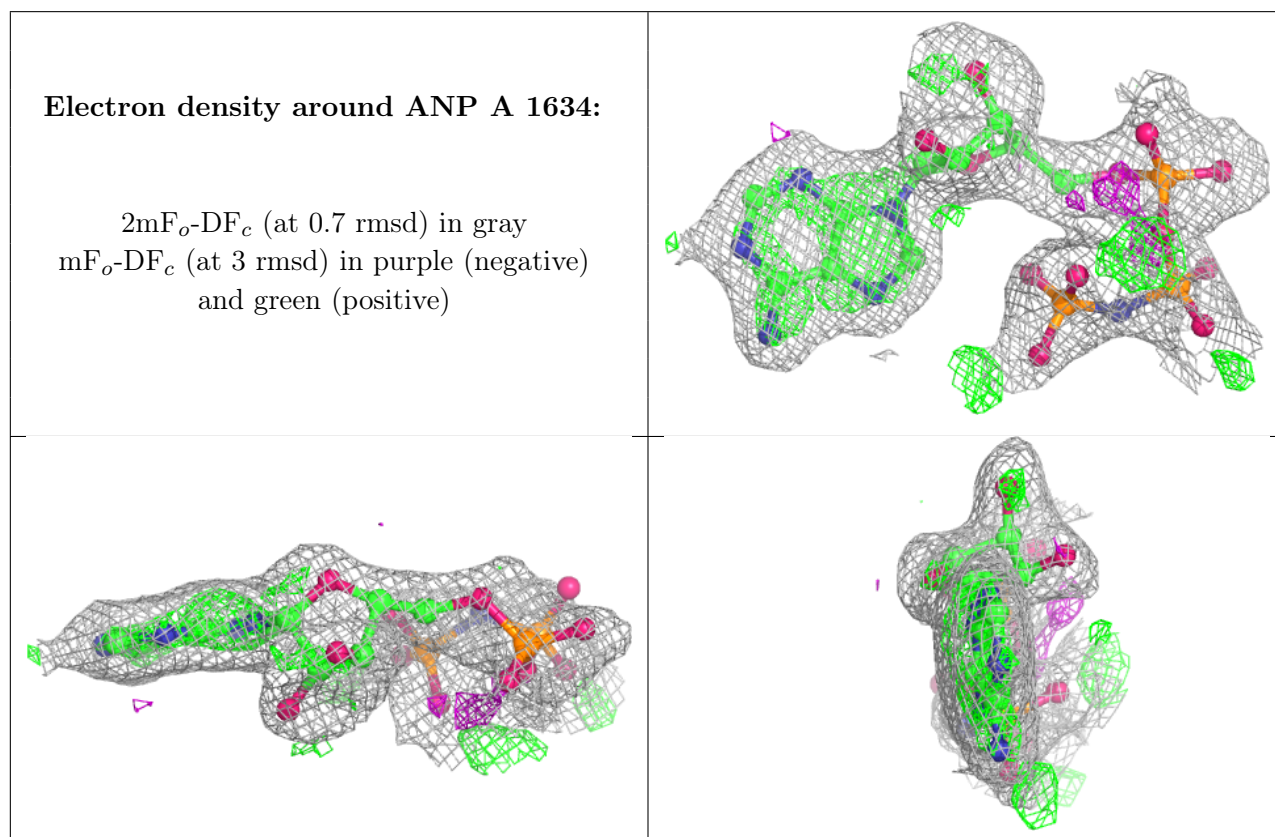 Electron density around ANP A 1634:
2mFo-DFc (at 0.7 rmsd) in gray
mFo-DFc (at 3 rmsd) in purple (negative)
and green (positive)